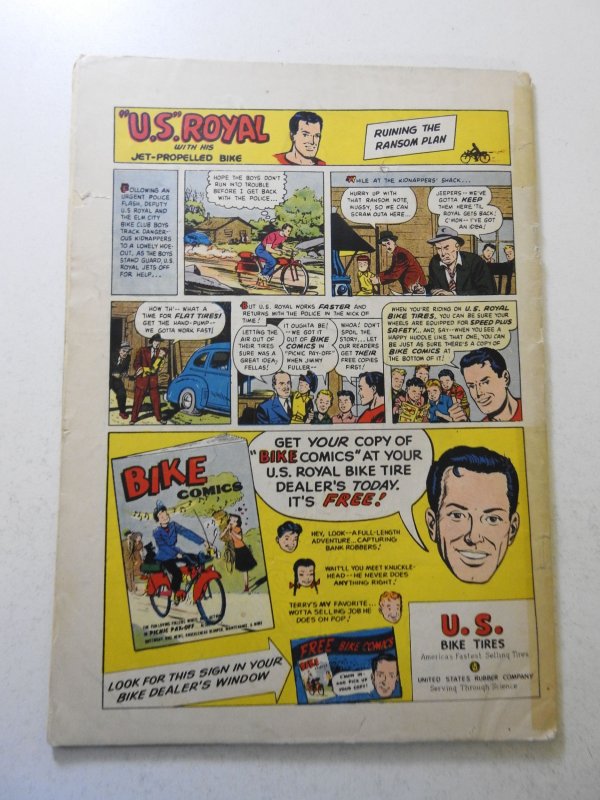 "U.S." ROYAL
WITH HIS
JET-PROPELLED BIKE
RUINING THE
RANSOM PLAN
FOLLOWING AN
URGENT POLICE
FLASH, DEPUTY
U.S ROYAL AND
THE ELM CITY
BIKE CLUB BOYS
TRACK DANGER-
OUS KIDNAPPERS
TO A LONELY HIDE-
OUT, AS THE BOYS
STAND GUARD, U.S.
ROYAL JETS OFF
FOR HELP...
HOPE THE BOYS DON'T
RUN INTO TROUBLE
BEFORE I GET BACK
WITH THE POLICE...
WHILE AT THE KIDNAPPERS' SHACK...
HURRY UP WITH
THAT RANSOM NOTE,
MUGSY, SO WE CAN
SCRAM OUTA HERE...
JEEPERS--WE'VE
GOTTA KEEP
THEM HERE 'TIL
ROYAL GETS BACK!
C'MON--I'VE GOT
AN IDEA!
HOW TH'-- WHAT A
TIME FOR FLAT TIRES!
GET THE HAND-PUMP--
WE GOTTA WORK FAST!
BUT U.S. ROYAL WORKS FASTER AND
RETURNS WITH THE POLICE IN THE NICK OF
TIME!
LETTING THE
AIR OUT OF
THEIR TIRES
SURE WAS A
GREAT IDEA,
FELLAS!
IT OUGHTA BE!
--WE GOT IT
OUT OF BIKE
COMICS IN
"PICNIC PAY-OFF"
WHEN JIMMY
FULLER--
WHOA! DON'T
SPOIL THE
STORY...LET
OUR READERS
GET THEIR
FREE COPIES
FIRST!
WHEN YOU'RE RIDING ON U.S. ROYAL
BIKE TIRES, YOU CAN BE SURE YOUR
WHEELS ARE EQUIPPED FOR SPEED PLUS
SAFETY...AND, SAY--WHEN YOU SEE A
HAPPY HUDDLE LIKE THAT ONE, YOU CAN
BE JUST AS SURE THERE'S A COPY OF
BIKE COMICS AT
THE BOTTOM OF IT!
GET YOUR COPY OF
"BIKE COMICS" AT YOUR
U.S. ROYAL BIKE TIRE
DEALER'S TODAY.
IT'S FREE!
BIKE
COMICS
IN PICNIC PAY-OFF
HEY, LOOK--A FULL-LENGTH
ADVENTURE...CAPTURING
BANK ROBBERS!
WAIT'LL YOU MEET KNUCKLE-
HEAD--HE NEVER DOES
ANYTHING RIGHT!
TERRY'S MY FAVORITE...
WOTTA SELLING JOB HE
DOES ON POP!
LOOK FOR THIS SIGN IN YOUR
BIKE DEALER'S WINDOW
FREE BIKE COMICS
BIKE
C'MON IN
AND PICK UP
YOUR COPY!
U.S.
BIKE TIRES
America's Fastest Selling Tires
UNITED STATES RUBBER COMPANY
Serving Through Science